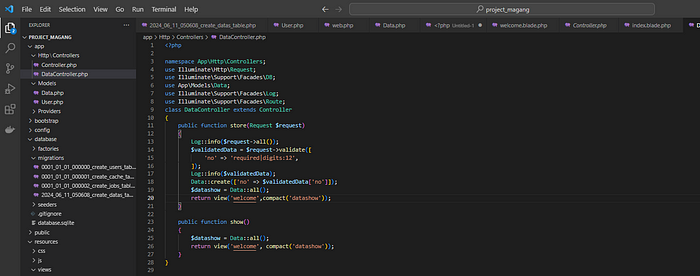 File Edit Selection View Go Run Terminal Help
project_magang
EXPLORER
2024_06_11_050608_create_datas_table.php User.php web.php Data.php <?php Untitled-1 welcome.blade.php Controller.php index.blade.php
PROJECT_MAGANG
app
Http\Controllers
Controller.php
DataController.php
Models
Data.php
User.php
Providers
bootstrap
config
database
factories
migrations
0001_01_01_000000_create_users_tab...
0001_01_01_000001_create_cache_tab...
0001_01_01_000002_create_jobs_table...
2024_06_11_050608_create_datas_tabl...
seeders
.gitignore
database.sqlite
public
resources
css
js
views
app > Http > Controllers > DataController.php
1 <?php
2
3 namespace App\Http\Controllers;
4 use Illuminate\Http\Request;
5 use Illuminate\Support\Facades\DB;
6 use App\Models\Data;
7 use Illuminate\Support\Facades\Log;
8 use Illuminate\Support\Facades\Route;
9 class DataController extends Controller
10 {
11 public function store(Request $request)
12 {
13 Log::info($request->all());
14 $validatedData = $request->validate([
15 'no' => 'required|digits:12',
16 ]);
17 Log::info($validatedData);
18 Data::create(['no' => $validatedData['no']]);
19 $datashow = Data::all();
20 return view('welcome',compact('datashow'));
21 }
22
23 public function show()
24 {
25 $datashow = Data::all();
26 return view('welcome', compact('datashow'));
27 }
28 }
29